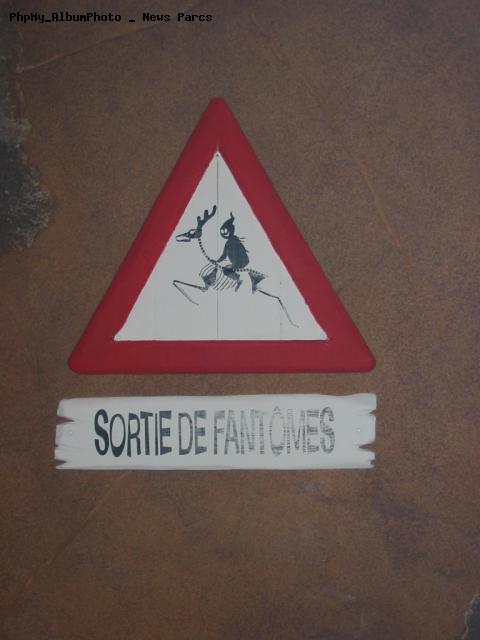 PhpMy_AlbumPhoto _ News Parcs
SORTIE DE FANTÔMES